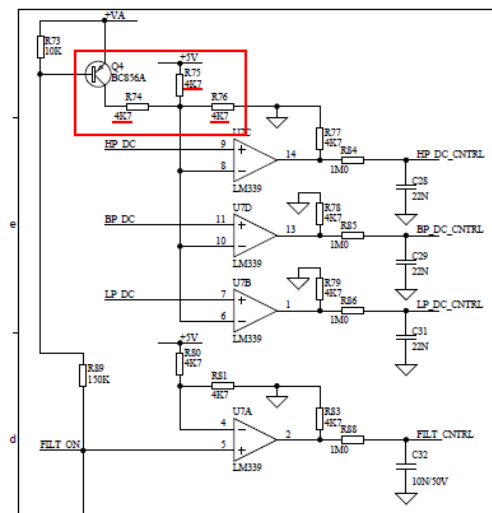 +VA
R73
10K
Q4
BC856A
+5V
R75
4K7
R74
4K7
R76
4K7
R77
4K7
HP_DC
9
8
U7C
LM339
14
R84
1M0
HP_DC_CNTRL
C28
22N
e
BP_DC
11
10
U7D
LM339
13
R78
4K7
R85
1M0
BP_DC_CNTRL
C29
22N
LP_DC
7
6
U7B
LM339
1
R79
4K7
R86
1M0
LP_DC_CNTRL
C31
22N
+5V
R80
4K7
R89
150K
R81
4K7
d
FILT_ON
4
5
U7A
LM339
2
R83
4K7
R88
1M0
FILT_CNTRL
C32
10N/50V